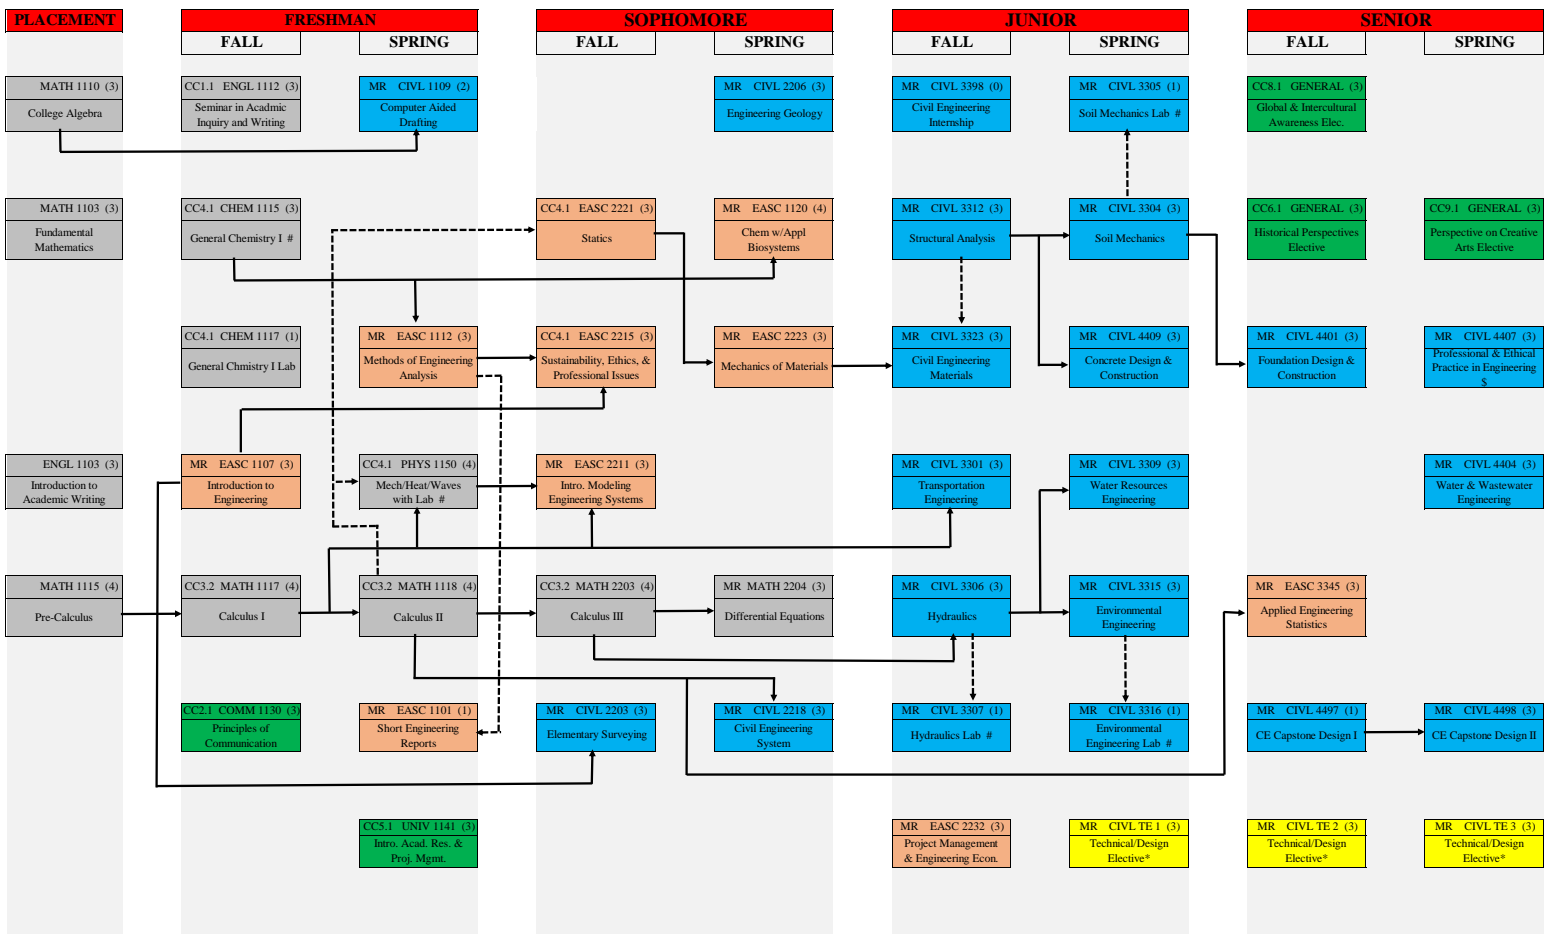 PLACEMENT FRESHMAN SOPHOMORE JUNIOR SENIOR
FALL SPRING FALL SPRING FALL SPRING FALL SPRING
MATH 1110 (3)
College Algebra
CC1.1 ENGL 1112 (3)
Seminar in Acadmic
Inquiry and Writing
MR CIVL 1109 (2)
Computer Aided
Drafting
MR CIVL 2206 (3)
Engineering Geology
MR CIVL 3398 (0)
Civil Engineering
Internship
MR CIVL 3305 (1)
Soil Mechanics Lab #
CC8.1 GENERAL (3)
Global & Intercultural
Awareness Elec.
MATH 1103 (3)
Fundamental
Mathematics
CC4.1 CHEM 1115 (3)
General Chemistry I #
CC4.1 EASC 2221 (3)
Statics
MR EASC 1120 (4)
Chem w/Appl
Biosystems
MR CIVL 3312 (3)
Structural Analysis
MR CIVL 3304 (3)
Soil Mechanics
CC6.1 GENERAL (3)
Historical Perspectives
Elective
CC9.1 GENERAL (3)
Perspective on Creative
Arts Elective
CC4.1 CHEM 1117 (1)
General Chmistry I Lab
MR EASC 1112 (3)
Methods of Engineering
Analysis
CC4.1 EASC 2215 (3)
Sustainability, Ethics, &
Professional Issues
MR EASC 2223 (3)
Mechanics of Materials
MR CIVL 3323 (3)
Civil Engineering
Materials
MR CIVL 4409 (3)
Concrete Design &
Construction
MR CIVL 4401 (3)
Foundation Design &
Construction
MR CIVL 4407 (3)
Professional & Ethical
Practice in Engineering
$
ENGL 1103 (3)
Introduction to
Academic Writing
MR EASC 1107 (3)
Introduction to
Engineering
CC4.1 PHYS 1150 (4)
Mech/Heat/Waves
with Lab #
MR EASC 2211 (3)
Intro. Modeling
Engineering Systems
MR CIVL 3301 (3)
Transportation
Engineering
MR CIVL 3309 (3)
Water Resources
Engineering
MR CIVL 4404 (3)
Water & Wastewater
Engineering
MATH 1115 (4)
Pre-Calculus
CC3.2 MATH 1117 (4)
Calculus I
CC3.2 MATH 1118 (4)
Calculus II
CC3.2 MATH 2203 (4)
Calculus III
MR MATH 2204 (3)
Differential Equations
MR CIVL 3306 (3)
Hydraulics
MR CIVL 3315 (3)
Environmental
Engineering
MR EASC 3345 (3)
Applied Engineering
Statistics
CC2.1 COMM 1130 (3)
Principles of
Communication
MR EASC 1101 (1)
Short Engineering
Reports
MR CIVL 2203 (3)
Elementary Surveying
MR CIVL 2218 (3)
Civil Engineering
System
MR CIVL 3307 (1)
Hydraulics Lab #
MR CIVL 3316 (1)
Environmental
Engineering Lab #
MR CIVL 4497 (1)
CE Capstone Design I
MR CIVL 4498 (3)
CE Capstone Design II
CC5.1 UNIV 1141 (3)
Intro. Acad. Res. &
Proj. Mgmt.
MR EASC 2232 (3)
Project Management
& Engineering Econ.
MR CIVL TE 1 (3)
Technical/Design
Elective*
MR CIVL TE 2 (3)
Technical/Design
Elective*
MR CIVL TE 3 (3)
Technical/Design
Elective*